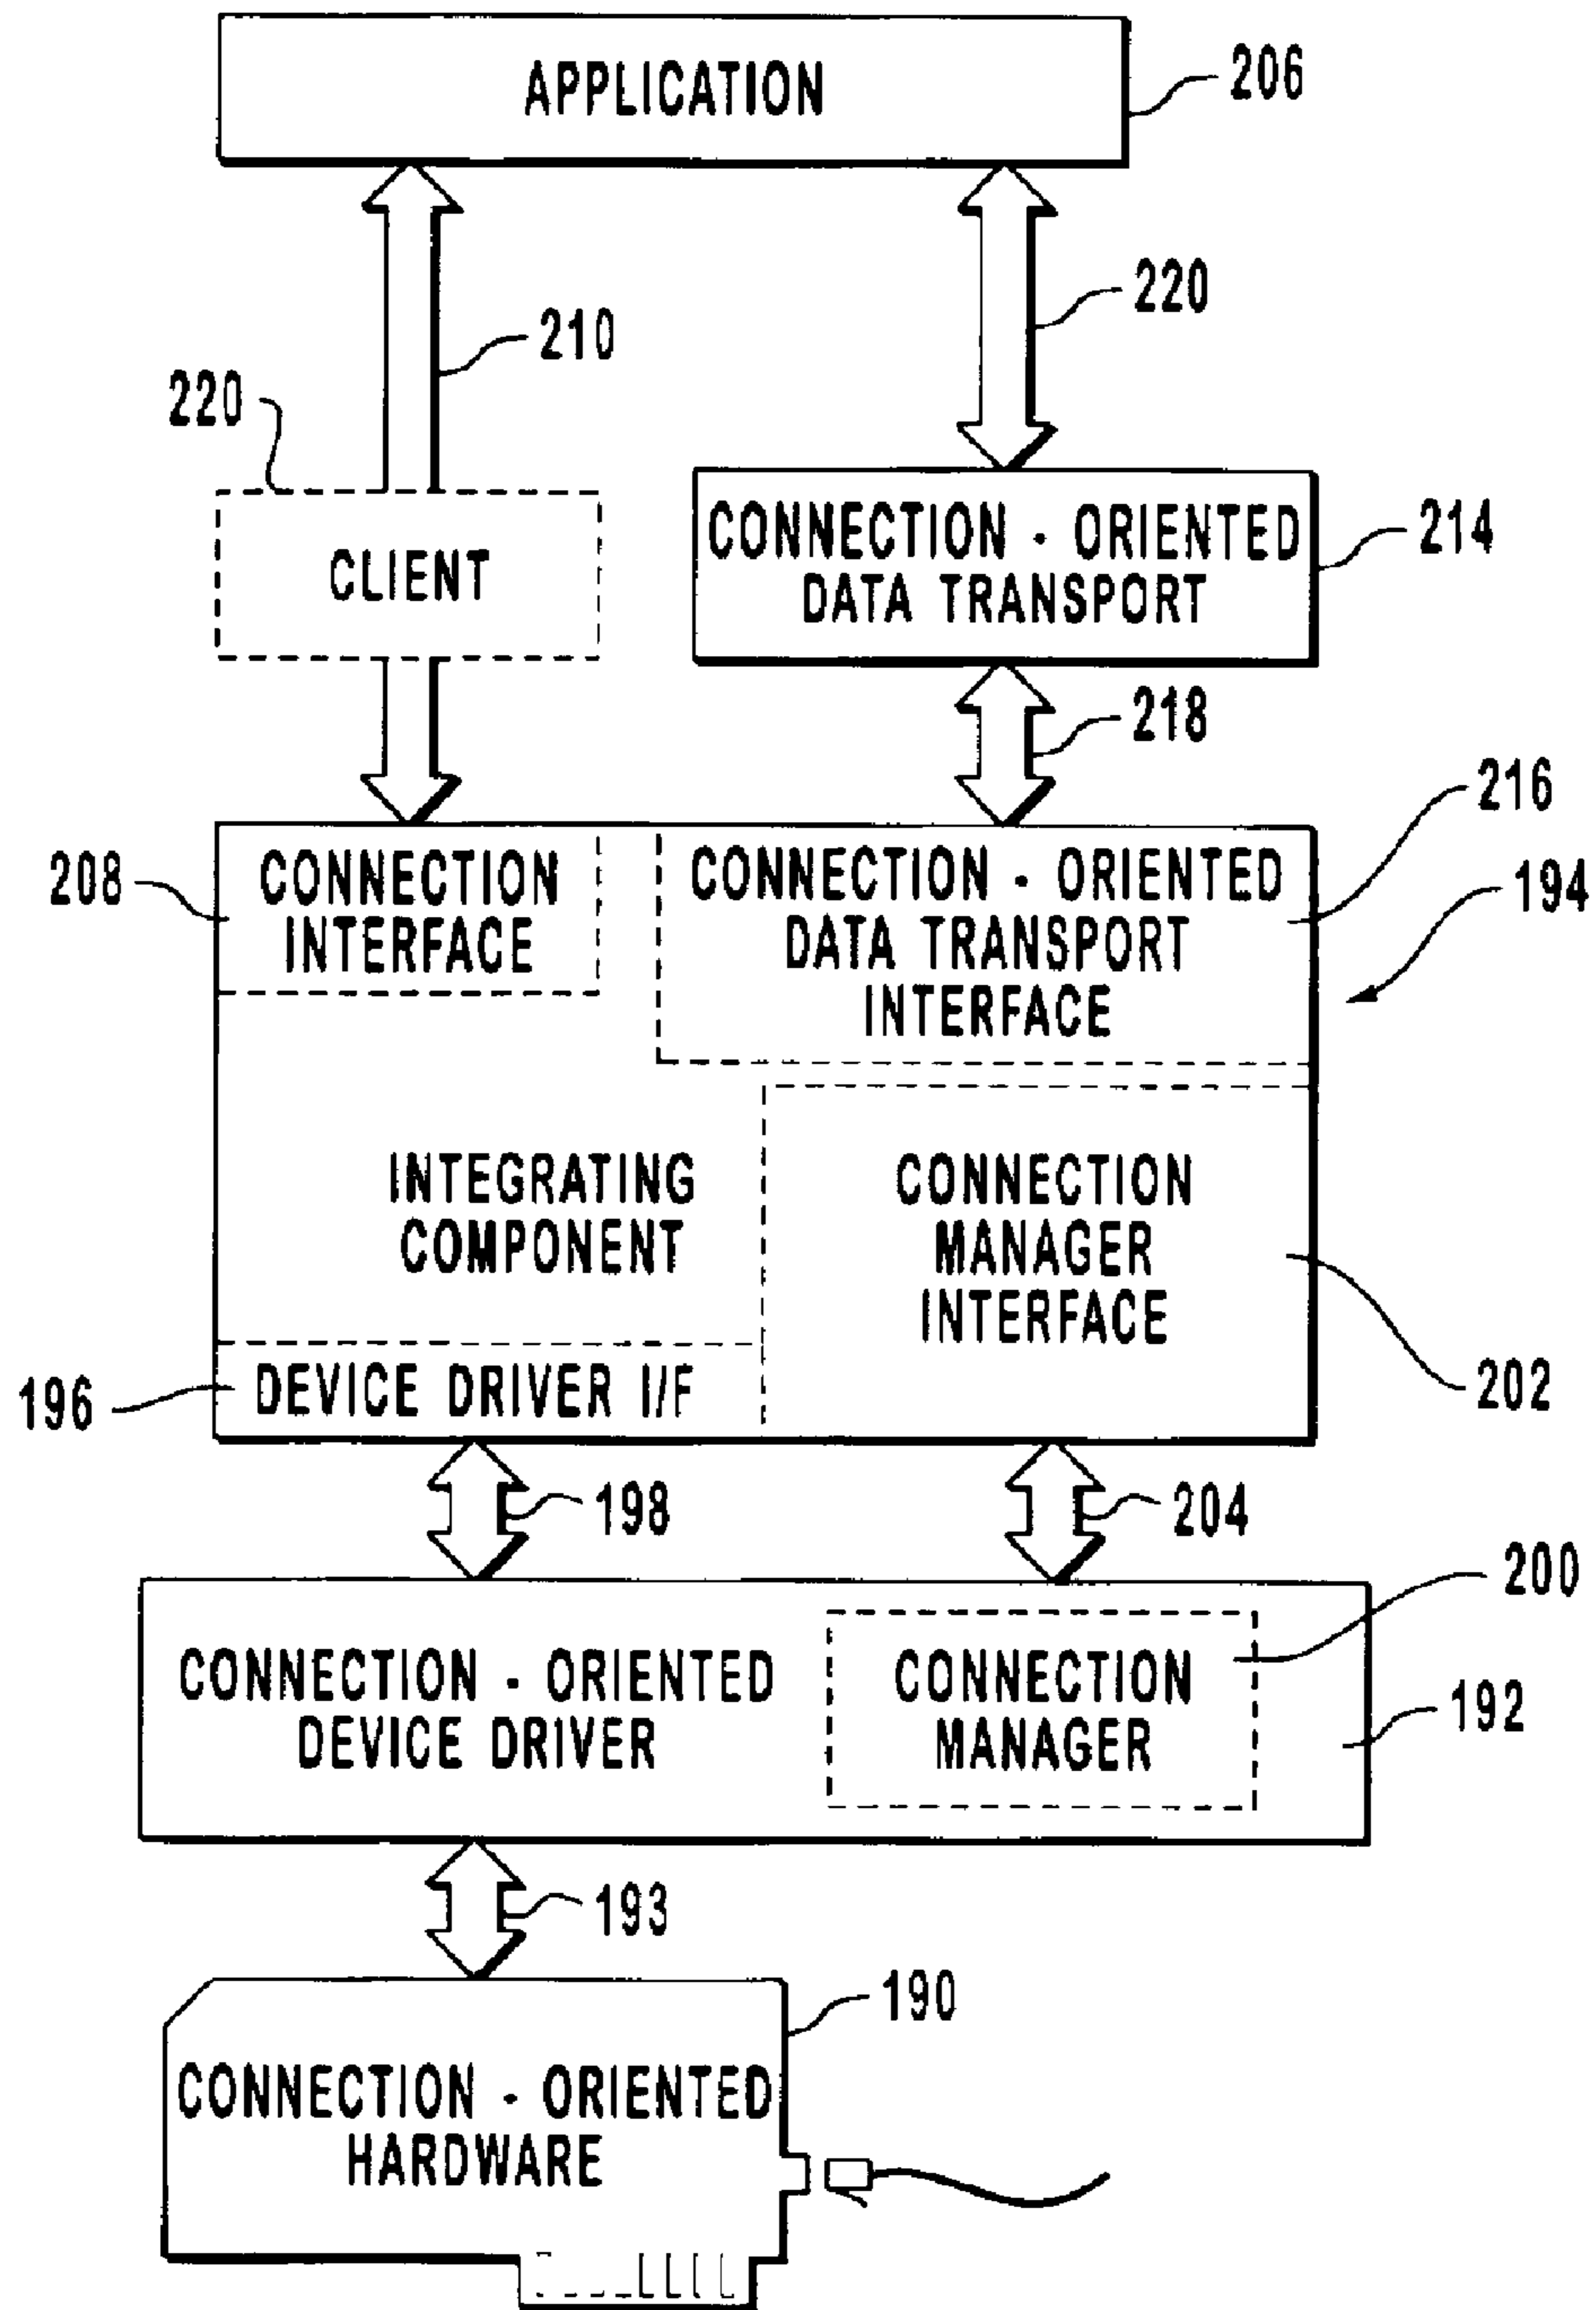 APPLICATION
206
210
220
220
CLIENT
CONNECTION - ORIENTED
DATA TRANSPORT
214
218
216
194
208
CONNECTION
INTERFACE
CONNECTION - ORIENTED
DATA TRANSPORT
INTERFACE
INTEGRATING
COMPONENT
CONNECTION
MANAGER
INTERFACE
202
196
DEVICE DRIVER I/F
198
204
200
CONNECTION - ORIENTED
DEVICE DRIVER
CONNECTION
MANAGER
192
193
190
CONNECTION - ORIENTED
HARDWARE